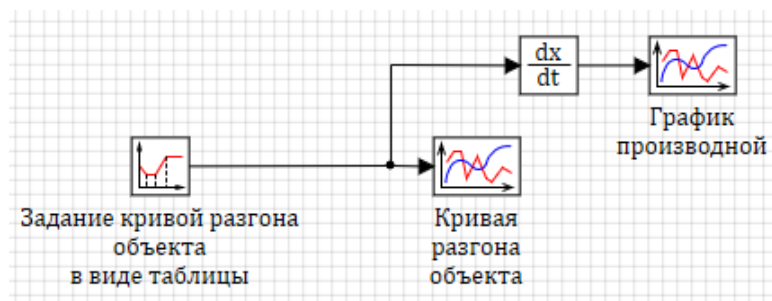 dx
dt
График
производной
Задание кривой разгона
объекта
в виде таблицы
Кривая
разгона
объекта